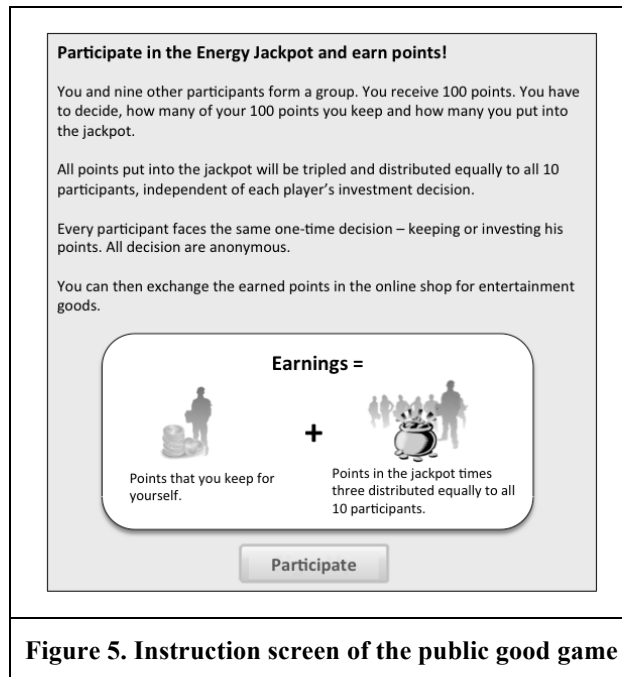 Participate in the Energy Jackpot and earn points!
You and nine other participants form a group. You receive 100 points. You have
to decide, how many of your 100 points you keep and how many you put into
the jackpot.
All points put into the jackpot will be tripled and distributed equally to all 10
participants, independent of each player's investment decision.
Every participant faces the same one-time decision – keeping or investing his
points. All decision are anonymous.
You can then exchange the earned points in the online shop for entertainment
goods.
Earnings =
+
Points that you keep for
yourself.
Points in the jackpot times
three distributed equally to all
10 participants.
Participate
Figure 5. Instruction screen of the public good game